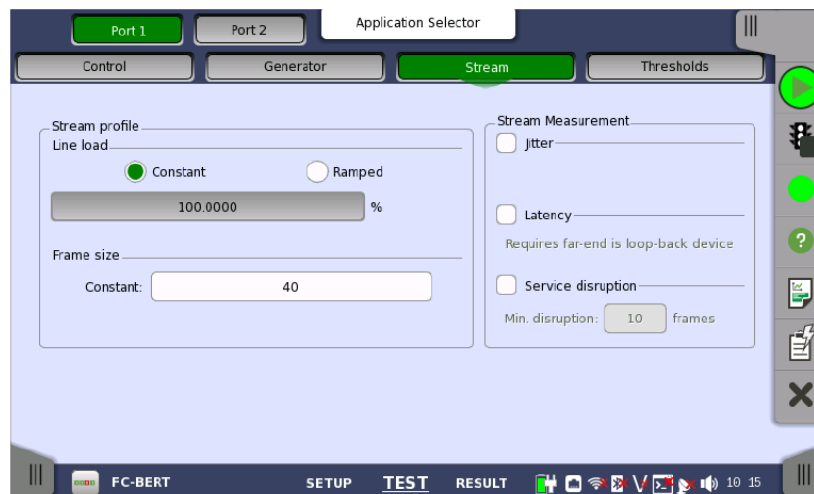 Application Selector
Port 1
Port 2
Control
Generator
Stream
Thresholds
Stream profile
Line load
Constant
Ramped
100.0000
%
Frame size
Constant:
40
Stream Measurement
Jitter
Latency
Requires far-end is loop-back device
Service disruption
Min. disruption:
10
frames
?
FC-BERT
SETUP
TEST
RESULT
10 15